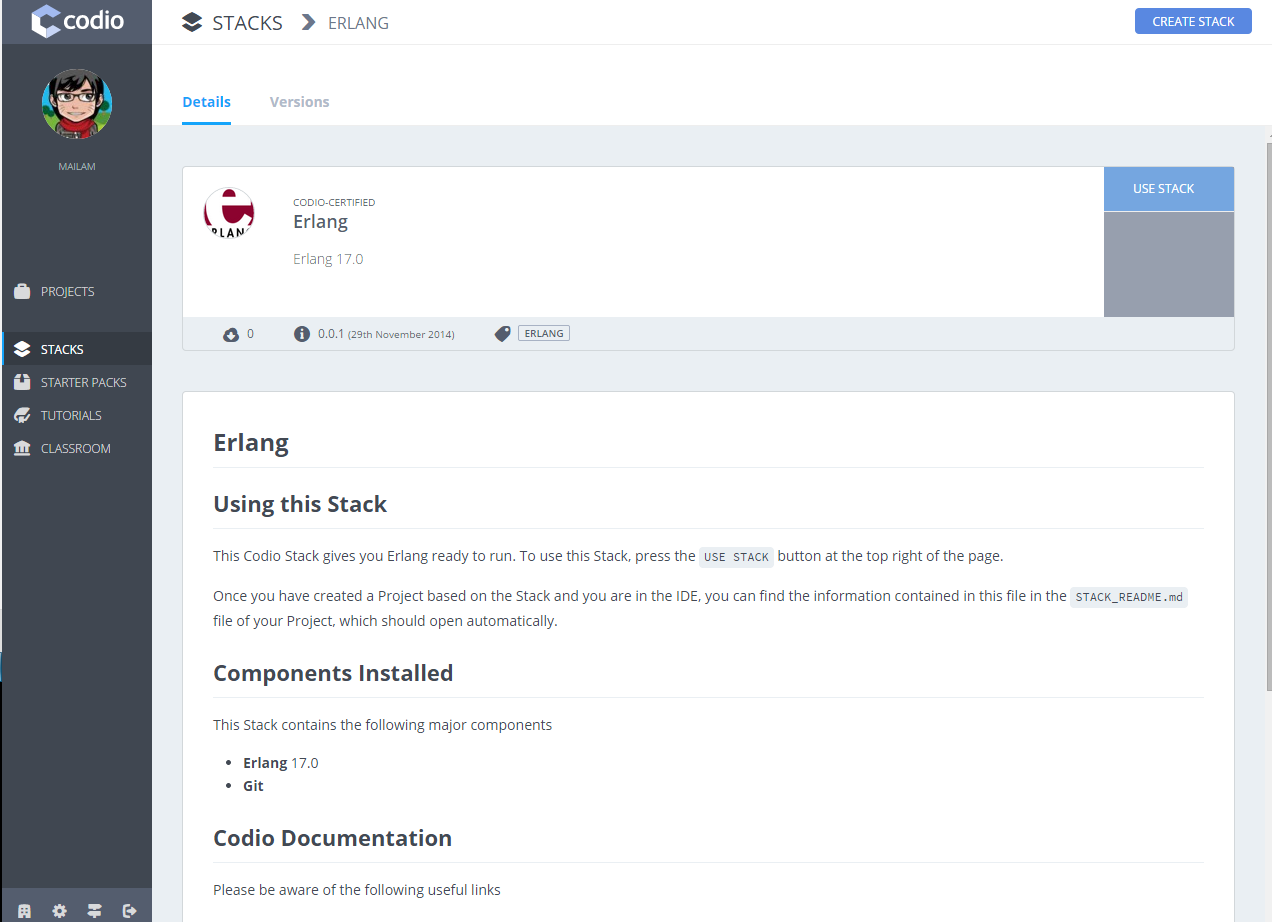 codio
STACKS ERLANG
CREATE STACK
MAILAM
PROJECTS
STACKS
STARTER PACKS
TUTORIALS
CLASSROOM
Details Versions
CODIO-CERTIFIED
Erlang
Erlang 17.0
USE STACK
0 0.0.1 (29th November 2014) ERLANG
Erlang
Using this Stack
This Codio Stack gives you Erlang ready to run. To use this Stack, press the USE STACK button at the top right of the page.
Once you have created a Project based on the Stack and you are in the IDE, you can find the information contained in this file in the STACK_README.md
file of your Project, which should open automatically.
Components Installed
This Stack contains the following major components
• Erlang 17.0
• Git
Codio Documentation
Please be aware of the following useful links